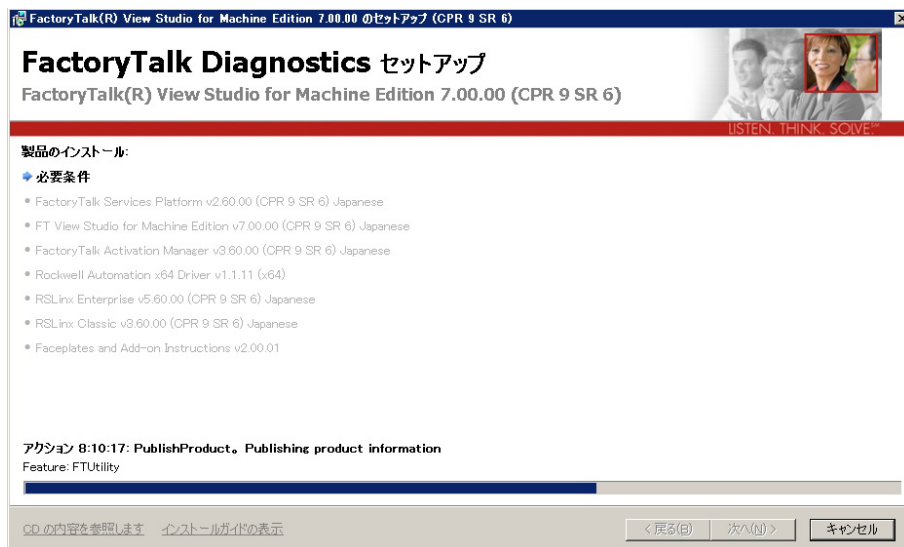 FactoryTalk(R) View Studio for Machine Edition 7.00.00 のセットアップ (CPR 9 SR 6)
FactoryTalk Diagnostics セットアップ
FactoryTalk(R) View Studio for Machine Edition 7.00.00 (CPR 9 SR 6)
LISTEN. THINK. SOLVE.℠
製品のインストール:
必要条件
FactoryTalk Services Platform v2.60.00 (CPR 9 SR 6) Japanese
FT View Studio for Machine Edition v7.00.00 (CPR 9 SR 6) Japanese
FactoryTalk Activation Manager v3.60.00 (CPR 9 SR 6) Japanese
Rockwell Automation x64 Driver v1.1.11 (x64)
RSLinx Enterprise v5.60.00 (CPR 9 SR 6) Japanese
RSLinx Classic v3.60.00 (CPR 9 SR 6) Japanese
Faceplates and Add-on Instructions v2.00.01
アクション 8:10:17: PublishProduct。 Publishing product information
Feature: FTUtility
CD の内容を参照します インストールガイドの表示 < 戻る(B) 次へ(N) > キャンセル